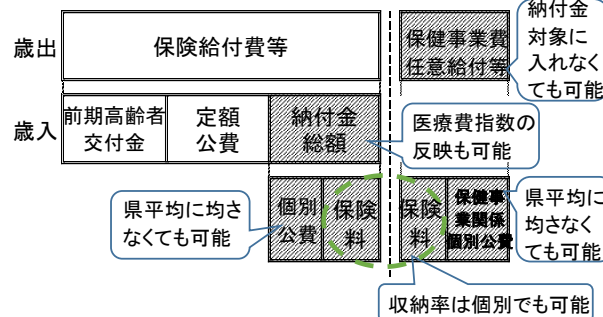 歳出
保険給付費等
保健事業費
任意給付等
納付金
対象に
入れなく
ても可能
歳入
前期高齢者
交付金
定額
公費
納付金
総額
医療費指数の
反映も可能
県平均に均さ
なくても可能
個別
公費
保険
料
保険
料
保健事
業関係
個別公費
県平均に
均さなく
ても可能
収納率は個別でも可能